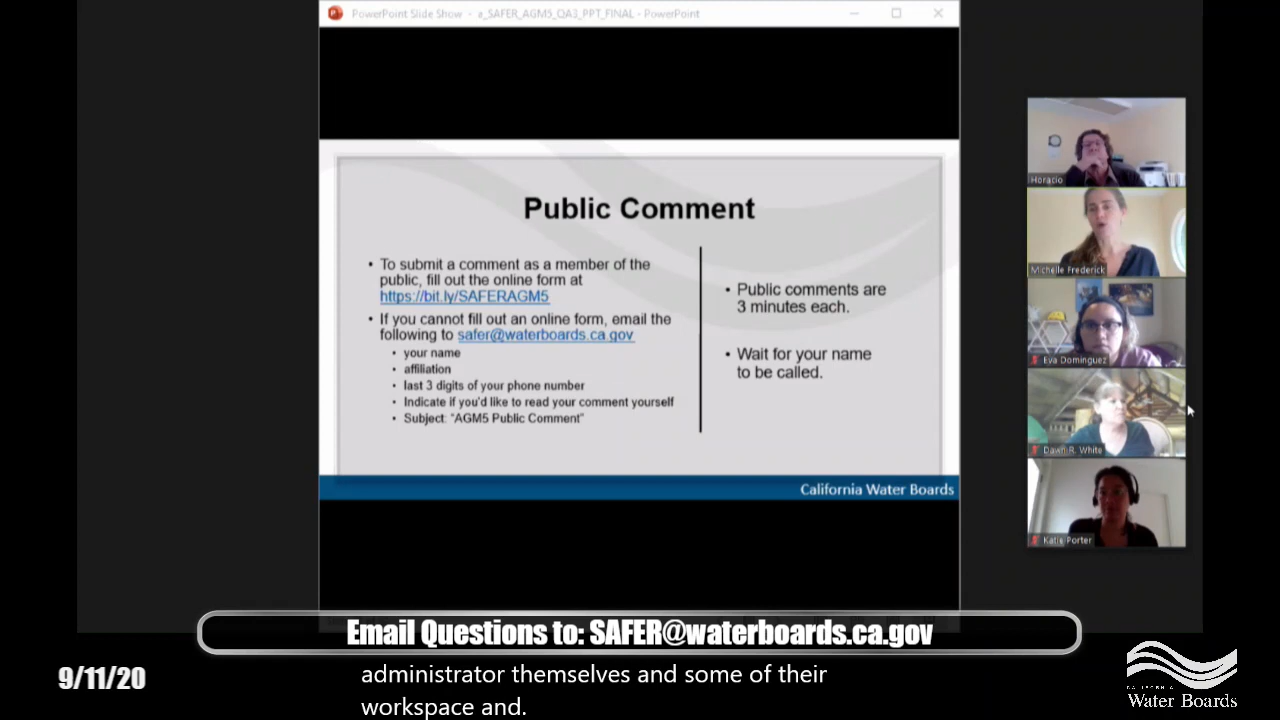 PowerPoint Slide Show - a_SAFER_AGM5_QA3_PPT_FINAL - PowerPoint
Public Comment
• To submit a comment as a member of the
public, fill out the online form at
https://bit.ly/SAFERAGM5
• If you cannot fill out an online form, email the
following to safer@waterboards.ca.gov
• your name
• affiliation
• last 3 digits of your phone number
• Indicate if you'd like to read your comment yourself
• Subject: "AGM5 Public Comment"
• Public comments are
3 minutes each.
• Wait for your name
to be called.
California Water Boards
Horacio
Michelle Frederick
Eva Dominguez
Dawn R. White
Katie Porter
Email Questions to: SAFER@waterboards.ca.gov
9/11/20
administrator themselves and some of their
workspace and.
CALIFORNIA
Water Boards